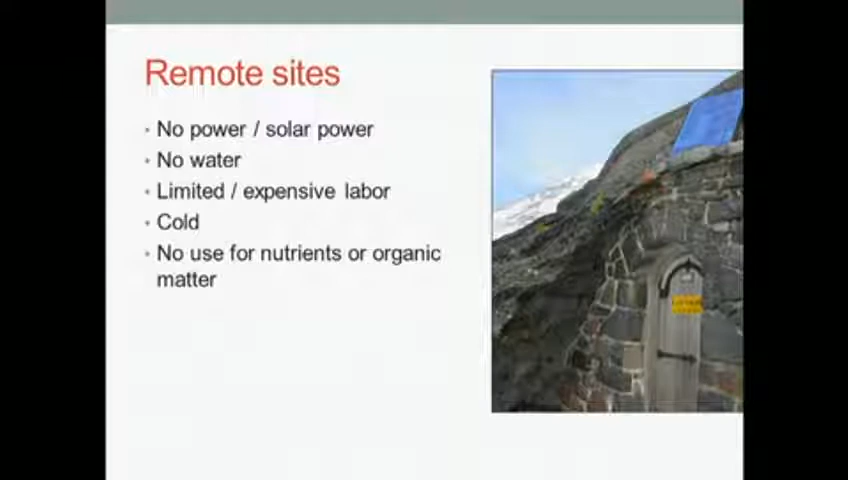 Remote sites
No power / solar power
No water
Limited / expensive labor
Cold
No use for nutrients or organic
matter